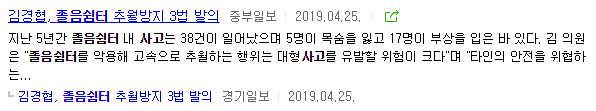 김경협, 졸음쉼터 추월방지 3법 발의 중부일보 | 2019.04.25. |
지난 5년간 졸음쉼터 내 사고는 38건이 일어났으며 5명이 목숨을 잃고 17명이 부상을 입은 바 있다. 김 의원
은 "졸음쉼터를 악용해 고속으로 추월하는 행위는 대형사고를 유발할 위험이 크다"며 "타인의 안전을 위협하
는...
김경협, 졸음쉼터 추월방지 3법 발의 경기일보 | 2019.04.25.